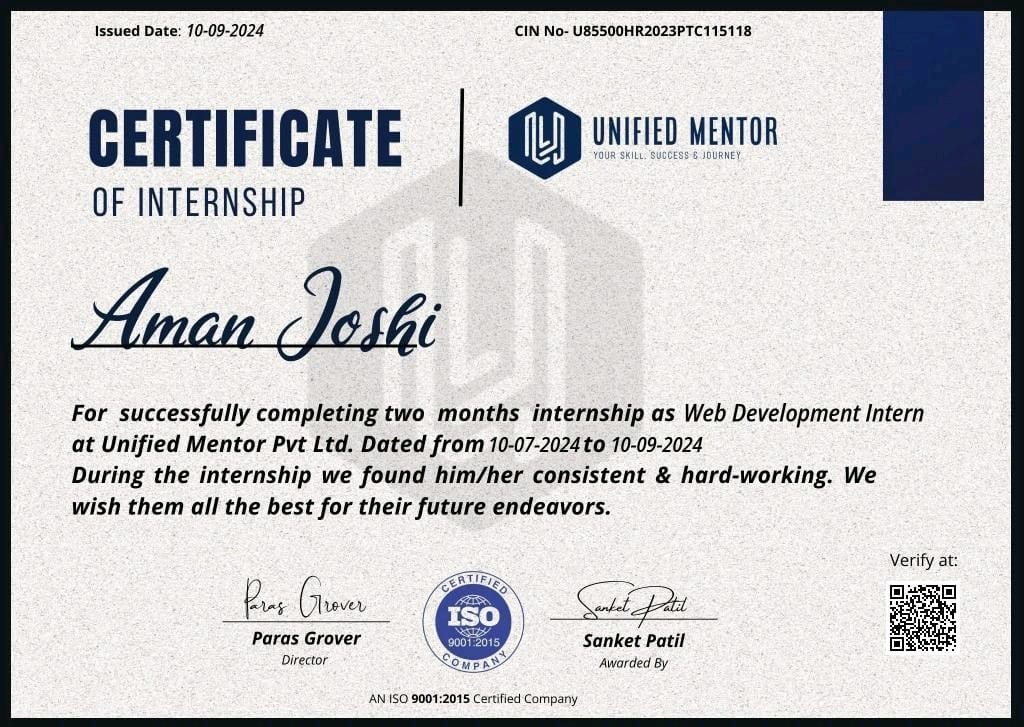 Issued Date: 10-09-2024
CIN No- U85500HR2023PTC115118
CERTIFICATE
OF INTERNSHIP
UNIFIED MENTOR
YOUR SKILL, SUCCESS & JOURNEY
Aman Joshi
For successfully completing two months internship as Web Development Intern
at Unified Mentor Pvt Ltd. Dated from 10-07-2024 to 10-09-2024
During the internship we found him/her consistent & hard-working. We
wish them all the best for their future endeavors.
Verify at:
Paras Grover
Paras Grover
Director
CERTIFIED
ISO
9001:2015
COMPANY
Sanket Patil
Sanket Patil
Awarded By
AN ISO 9001:2015 Certified Company